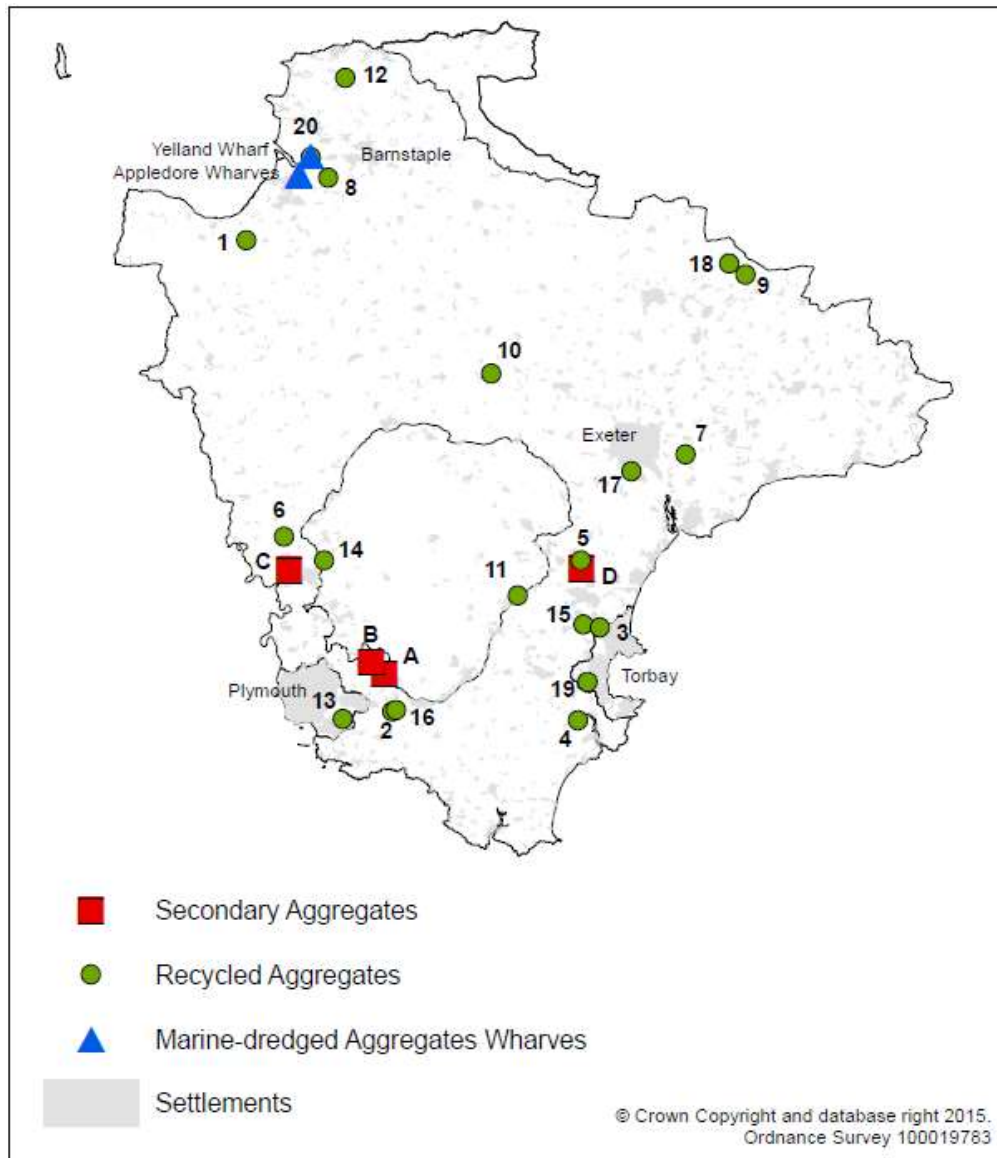 12
20
Yelland Wharf
Barnstaple
Appledore Wharves
8
1
18
9
10
Exeter
7
17
6
5
C
14
D
11
15
3
B
A
Torbay
Plymouth
19
13
2
16
4
Secondary Aggregates
Recycled Aggregates
Marine-dredged Aggregates Wharves
Settlements
© Crown Copyright and database right 2015.
Ordnance Survey 100019783